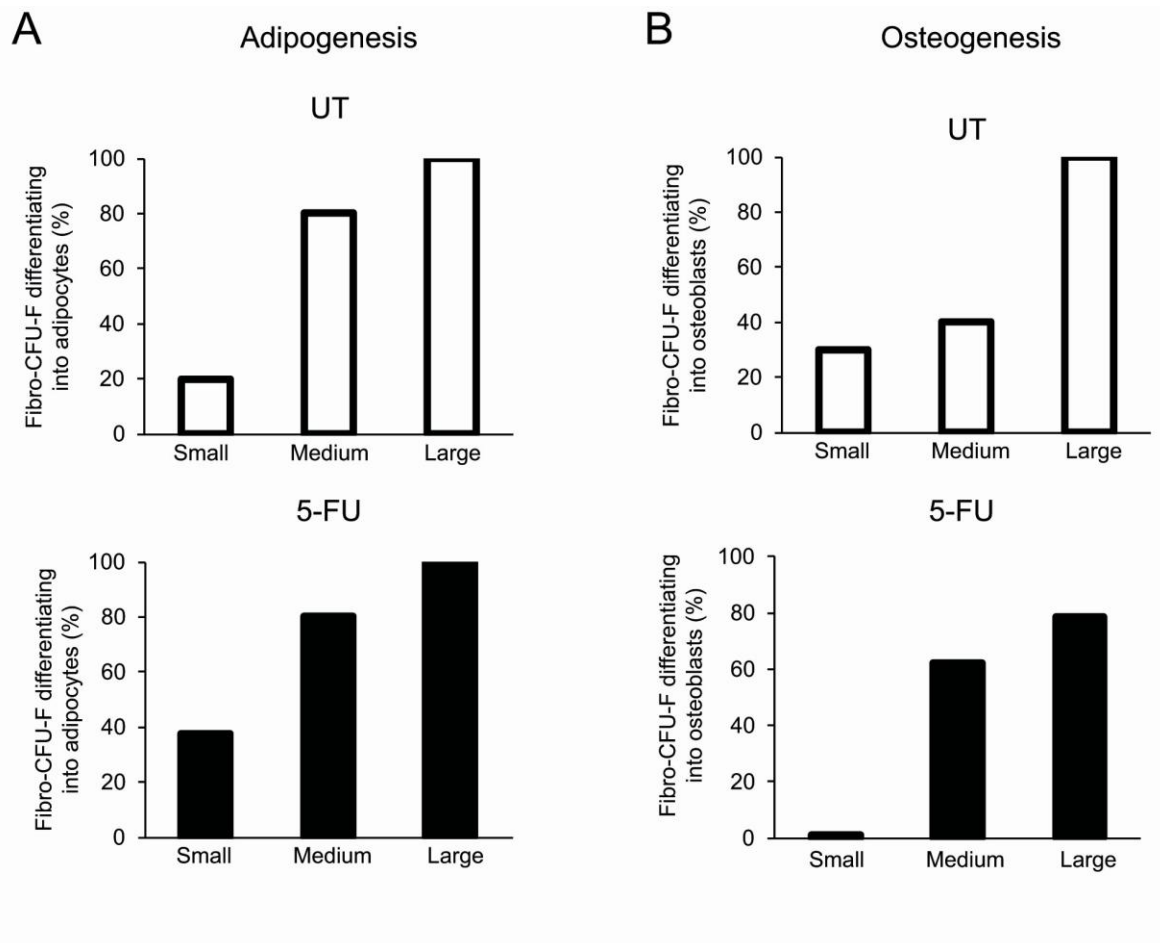 A
Adipogenesis
UT
Fibro-CFU-F differentiating
into adipocytes (%)
100
80
60
40
20
0
Small Medium Large
5-FU
Fibro-CFU-F differentiating
into adipocytes (%)
100
80
60
40
20
0
Small Medium Large
B
Osteogenesis
UT
Fibro-CFU-F differentiating
into osteoblasts (%)
100
80
60
40
20
0
Small Medium Large
5-FU
Fibro-CFU-F differentiating
into osteoblasts (%)
100
80
60
40
20
0
Small Medium Large